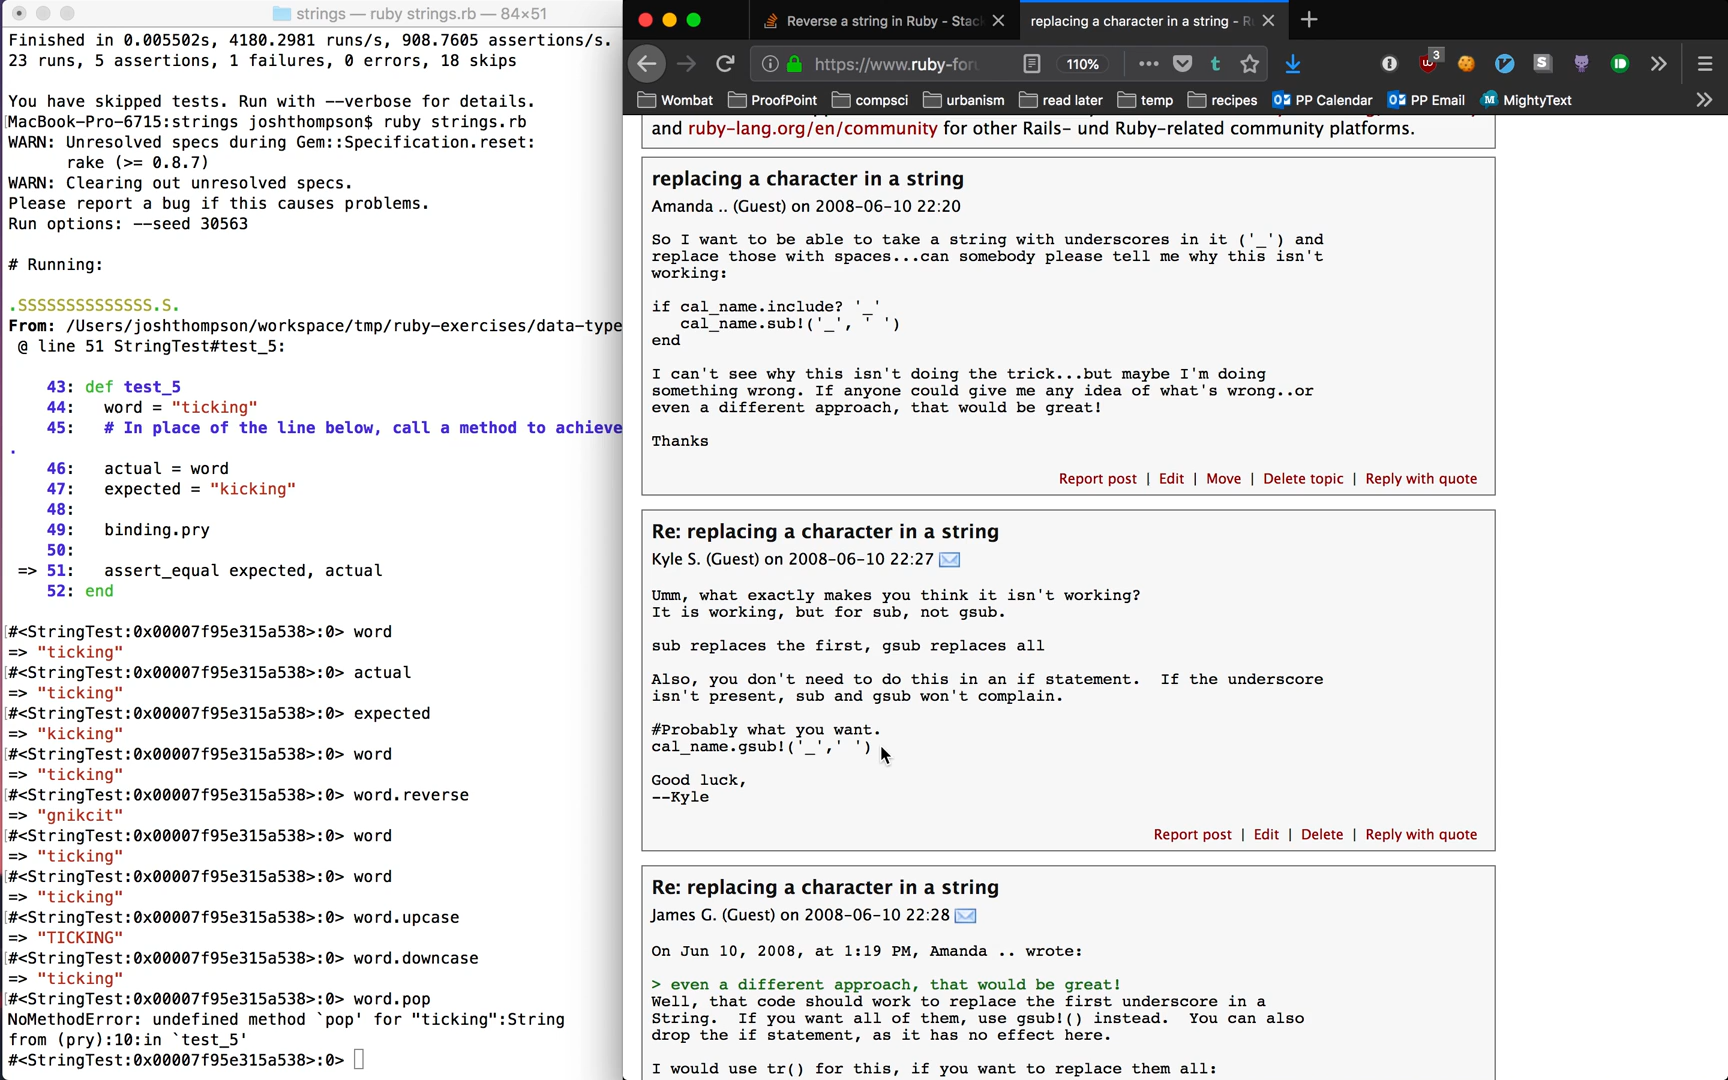 strings — ruby strings.rb — 84×51
Finished in 0.005502s, 4180.2981 runs/s, 908.7605 assertions/s.
23 runs, 5 assertions, 1 failures, 0 errors, 18 skips
You have skipped tests. Run with --verbose for details.
MacBook-Pro-6715:strings joshthompson$ ruby strings.rb
WARN: Unresolved specs during Gem::Specification.reset:
rake (>= 0.8.7)
WARN: Clearing out unresolved specs.
Please report a bug if this causes problems.
Run options: --seed 30563
# Running:
.SSSSSSSSSSSSSS.S.
From: /Users/joshthompson/workspace/tmp/ruby-exercises/data-type
@ line 51 StringTest#test_5:
43: def test_5
44: word = "ticking"
45: # In place of the line below, call a method to achieve
.
46: actual = word
47: expected = "kicking"
48:
49: binding.pry
50:
=> 51: assert_equal expected, actual
52: end
[#<StringTest:0x00007f95e315a538>:0> word
=> "ticking"
[#<StringTest:0x00007f95e315a538>:0> actual
=> "ticking"
[#<StringTest:0x00007f95e315a538>:0> expected
=> "kicking"
[#<StringTest:0x00007f95e315a538>:0> word
=> "ticking"
[#<StringTest:0x00007f95e315a538>:0> word.reverse
=> "gnikcit"
[#<StringTest:0x00007f95e315a538>:0> word
=> "ticking"
[#<StringTest:0x00007f95e315a538>:0> word
=> "ticking"
[#<StringTest:0x00007f95e315a538>:0> word.upcase
=> "TICKING"
[#<StringTest:0x00007f95e315a538>:0> word.downcase
=> "ticking"
[#<StringTest:0x00007f95e315a538>:0> word.pop
NoMethodError: undefined method `pop' for "ticking":String
from (pry):10:in `test_5'
#<StringTest:0x00007f95e315a538>:0>
Reverse a string in Ruby - Stac
replacing a character in a string - Ru
https://www.ruby-for
110%
3
Wombat ProofPoint compsci urbanism read later temp recipes PP Calendar PP Email MightyText
and ruby-lang.org/en/community for other Rails- und Ruby-related community platforms.
replacing a character in a string
Amanda .. (Guest) on 2008-06-10 22:20
So I want to be able to take a string with underscores in it ('_') and
replace those with spaces...can somebody please tell me why this isn't
working:
if cal_name.include? '_'
cal_name.sub!('_', ' ')
end
I can't see why this isn't doing the trick...but maybe I'm doing
something wrong. If anyone could give me any idea of what's wrong..or
even a different approach, that would be great!
Thanks
Report post | Edit | Move | Delete topic | Reply with quote
Re: replacing a character in a string
Kyle S. (Guest) on 2008-06-10 22:27
Umm, what exactly makes you think it isn't working?
It is working, but for sub, not gsub.
sub replaces the first, gsub replaces all
Also, you don't need to do this in an if statement. If the underscore
isn't present, sub and gsub won't complain.
#Probably what you want.
cal_name.gsub!('_',' ')
Good luck,
--Kyle
Report post | Edit | Delete | Reply with quote
Re: replacing a character in a string
James G. (Guest) on 2008-06-10 22:28
On Jun 10, 2008, at 1:19 PM, Amanda .. wrote:
> even a different approach, that would be great!
Well, that code should work to replace the first underscore in a
String. If you want all of them, use gsub!() instead. You can also
drop the if statement, as it has no effect here.
I would use tr() for this, if you want to replace them all: